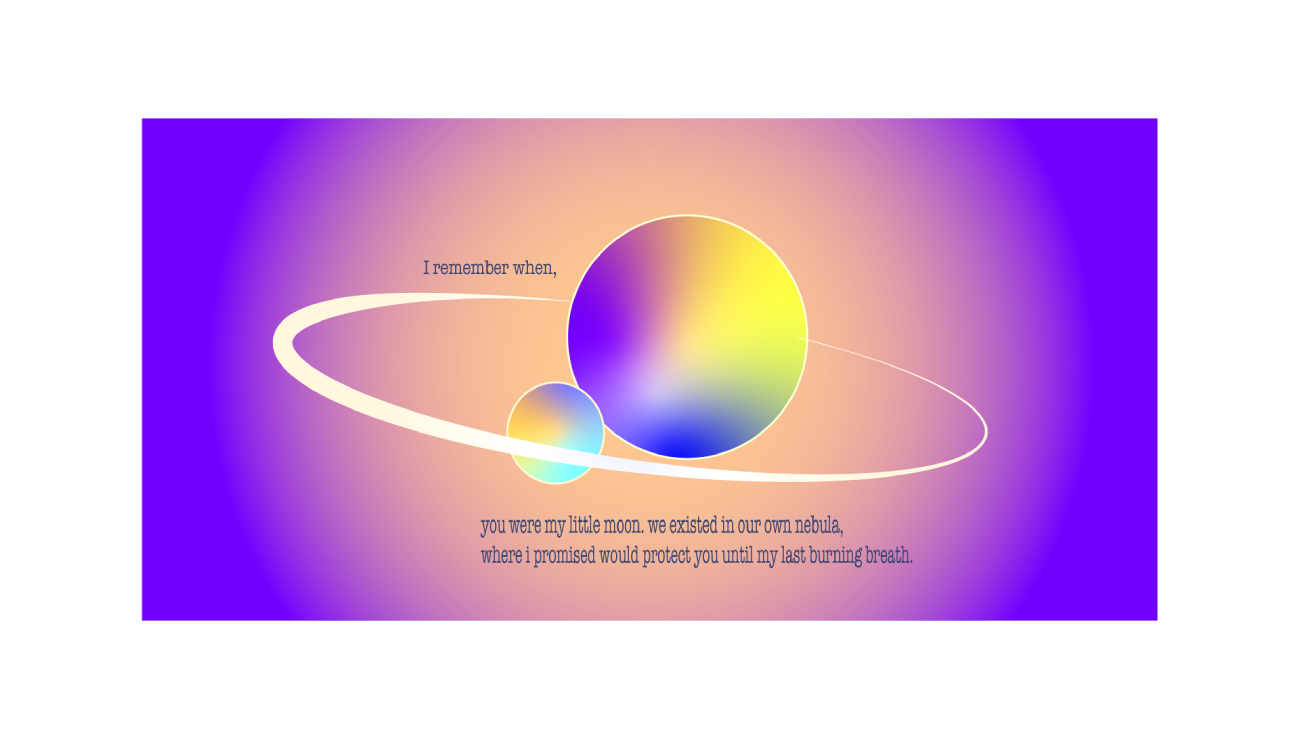 I remember when,
you were my little moon. we existed in our own nebula,
where i promised would protect you until my last burning breath.